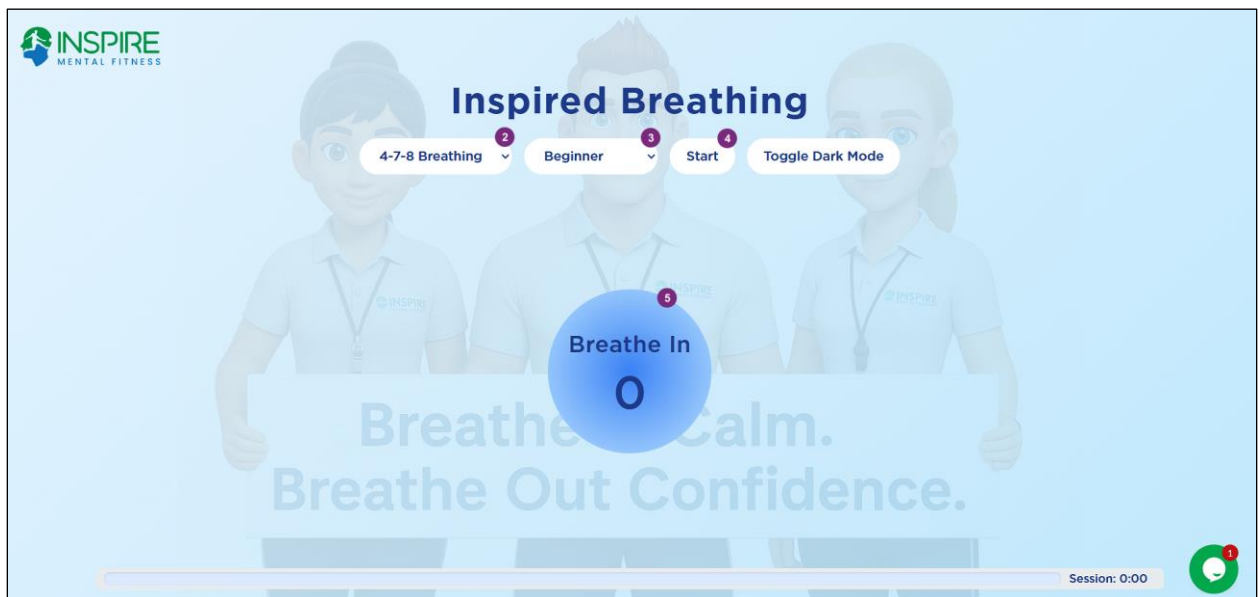 INSPIRE
MENTAL FITNESS
Inspired Breathing
2
3
4
4-7-8 Breathing
Beginner
Start
Toggle Dark Mode
INSPIRE
INSPIRE
INSPIRE
5
Breathe In
0
Breathe Calm.
Breathe Out Confidence.
Session: 0:00
1